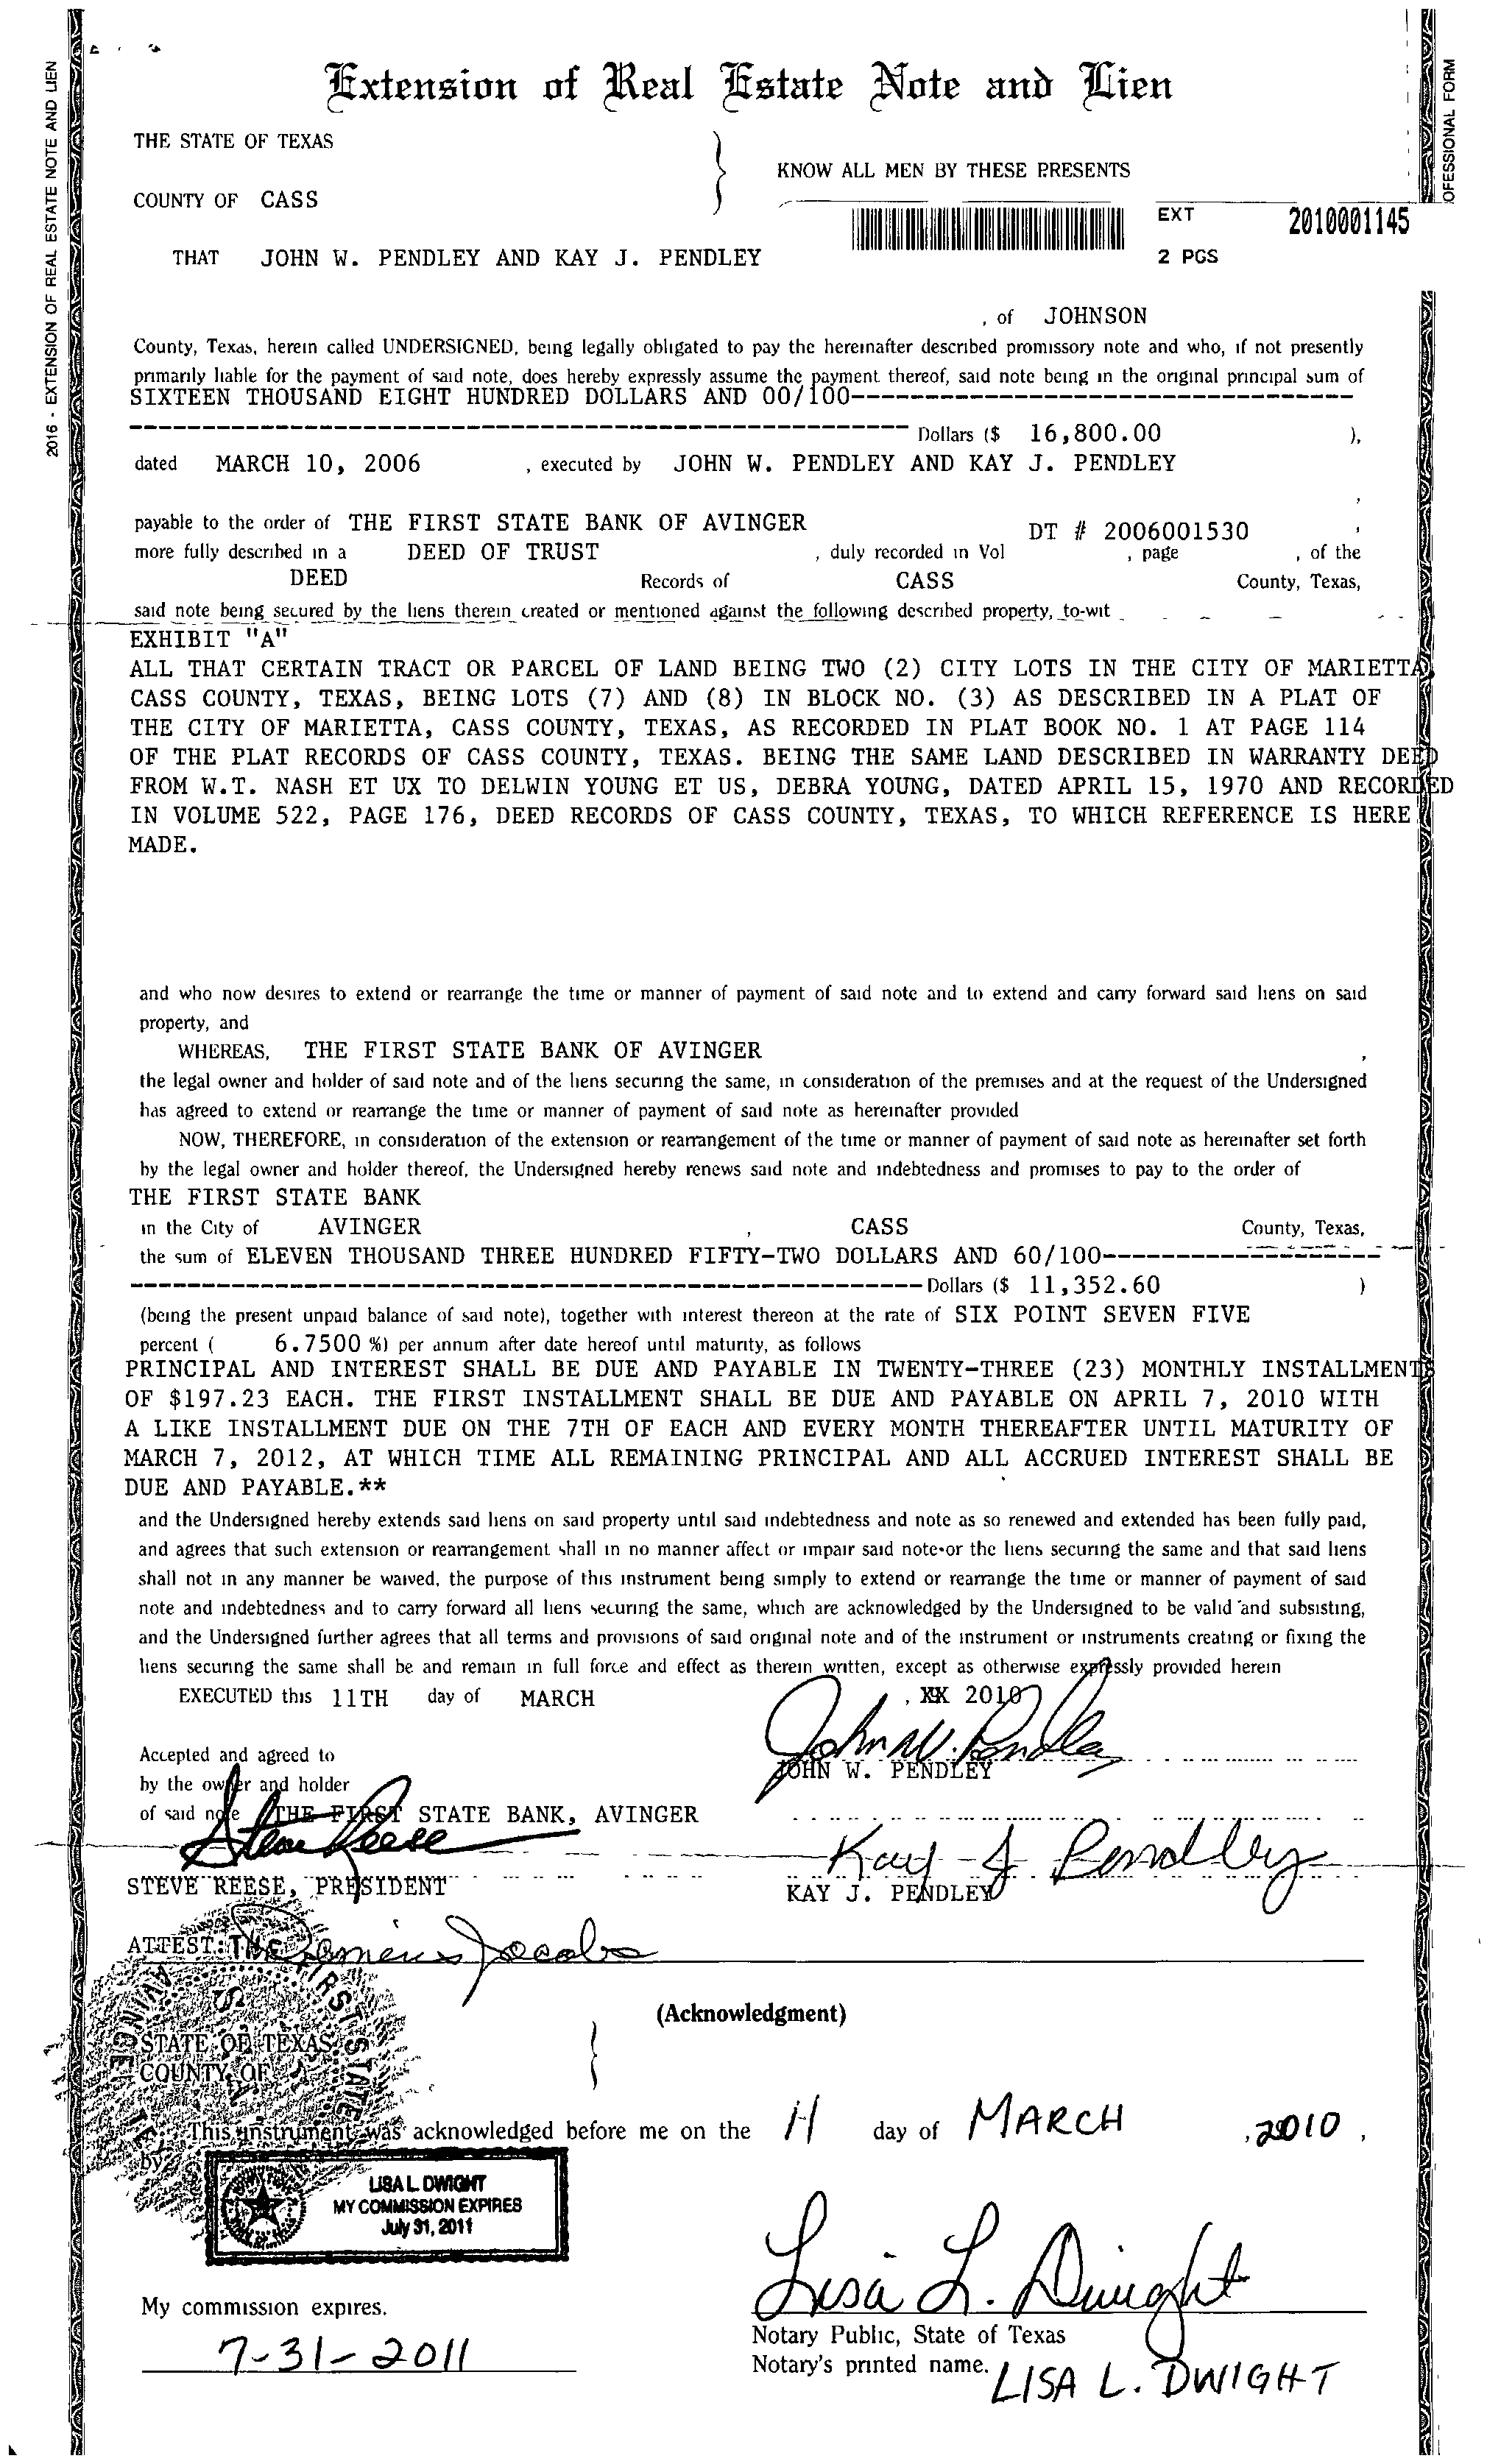 Extension of Real Estate Note and Lien
2016 - EXTENSION OF REAL ESTATE NOTE AND LIEN
OFESSIONAL FORM
THE STATE OF TEXAS
KNOW ALL MEN BY THESE PRESENTS
COUNTY OF CASS
EXT 2010001145
2 PGS
THAT JOHN W. PENDLEY AND KAY J. PENDLEY
, of JOHNSON
County, Texas, herein called UNDERSIGNED, being legally obligated to pay the hereinafter described promissory note and who, if not presently
primarily liable for the payment of said note, does hereby expressly assume the payment thereof, said note being in the original principal sum of
SIXTEEN THOUSAND EIGHT HUNDRED DOLLARS AND 00/100----------------------------------
----------------------------------------------------- Dollars ($ 16,800.00 ),
dated MARCH 10, 2006 , executed by JOHN W. PENDLEY AND KAY J. PENDLEY
,
payable to the order of THE FIRST STATE BANK OF AVINGER DT # 2006001530 ,
more fully described in a DEED OF TRUST , duly recorded in Vol , page , of the
DEED Records of CASS County, Texas,
said note being secured by the liens therein created or mentioned against the following described property, to-wit
EXHIBIT "A"
ALL THAT CERTAIN TRACT OR PARCEL OF LAND BEING TWO (2) CITY LOTS IN THE CITY OF MARIETTA,
CASS COUNTY, TEXAS, BEING LOTS (7) AND (8) IN BLOCK NO. (3) AS DESCRIBED IN A PLAT OF
THE CITY OF MARIETTA, CASS COUNTY, TEXAS, AS RECORDED IN PLAT BOOK NO. 1 AT PAGE 114
OF THE PLAT RECORDS OF CASS COUNTY, TEXAS. BEING THE SAME LAND DESCRIBED IN WARRANTY DEED
FROM W.T. NASH ET UX TO DELWIN YOUNG ET US, DEBRA YOUNG, DATED APRIL 15, 1970 AND RECORDED
IN VOLUME 522, PAGE 176, DEED RECORDS OF CASS COUNTY, TEXAS, TO WHICH REFERENCE IS HERE
MADE.
and who now desires to extend or rearrange the time or manner of payment of said note and to extend and carry forward said liens on said
property, and
WHEREAS, THE FIRST STATE BANK OF AVINGER ,
the legal owner and holder of said note and of the liens securing the same, in consideration of the premises and at the request of the Undersigned
has agreed to extend or rearrange the time or manner of payment of said note as hereinafter provided
NOW, THEREFORE, in consideration of the extension or rearrangement of the time or manner of payment of said note as hereinafter set forth
by the legal owner and holder thereof, the Undersigned hereby renews said note and indebtedness and promises to pay to the order of
THE FIRST STATE BANK
in the City of AVINGER , CASS County, Texas,
the sum of ELEVEN THOUSAND THREE HUNDRED FIFTY-TWO DOLLARS AND 60/100-------------------
------------------------------------------------------ Dollars ($ 11,352.60 )
(being the present unpaid balance of said note), together with interest thereon at the rate of SIX POINT SEVEN FIVE
percent ( 6.7500 %) per annum after date hereof until maturity, as follows
PRINCIPAL AND INTEREST SHALL BE DUE AND PAYABLE IN TWENTY-THREE (23) MONTHLY INSTALLMENTS
OF $197.23 EACH. THE FIRST INSTALLMENT SHALL BE DUE AND PAYABLE ON APRIL 7, 2010 WITH
A LIKE INSTALLMENT DUE ON THE 7TH OF EACH AND EVERY MONTH THEREAFTER UNTIL MATURITY OF
MARCH 7, 2012, AT WHICH TIME ALL REMAINING PRINCIPAL AND ALL ACCRUED INTEREST SHALL BE
DUE AND PAYABLE.**
and the Undersigned hereby extends said liens on said property until said indebtedness and note as so renewed and extended has been fully paid,
and agrees that such extension or rearrangement shall in no manner affect or impair said note or the liens securing the same and that said liens
shall not in any manner be waived, the purpose of this instrument being simply to extend or rearrange the time or manner of payment of said
note and indebtedness and to carry forward all liens securing the same, which are acknowledged by the Undersigned to be valid and subsisting,
and the Undersigned further agrees that all terms and provisions of said original note and of the instrument or instruments creating or fixing the
liens securing the same shall be and remain in full force and effect as therein written, except as otherwise expressly provided herein
EXECUTED this 11TH day of MARCH , XX 2010
John W. Pendley
Accepted and agreed to
JOHN W. PENDLEY
by the owner and holder
of said note THE FIRST STATE BANK, AVINGER
Steve Reese
Kay J Pendley
STEVE REESE, PRESIDENT
KAY J. PENDLEY
ATTEST: Jacobs
THE FIRST STATE
AVINGER
(Acknowledgment)
STATE OF TEXAS
COUNTY OF
This instrument was acknowledged before me on the 11 day of MARCH , 2010 ,
by
LISA L. DWIGHT
MY COMMISSION EXPIRES
July 31, 2011
Lisa L. Dwight
My commission expires.
7-31-2011
Notary Public, State of Texas
Notary's printed name. LISA L. DWIGHT